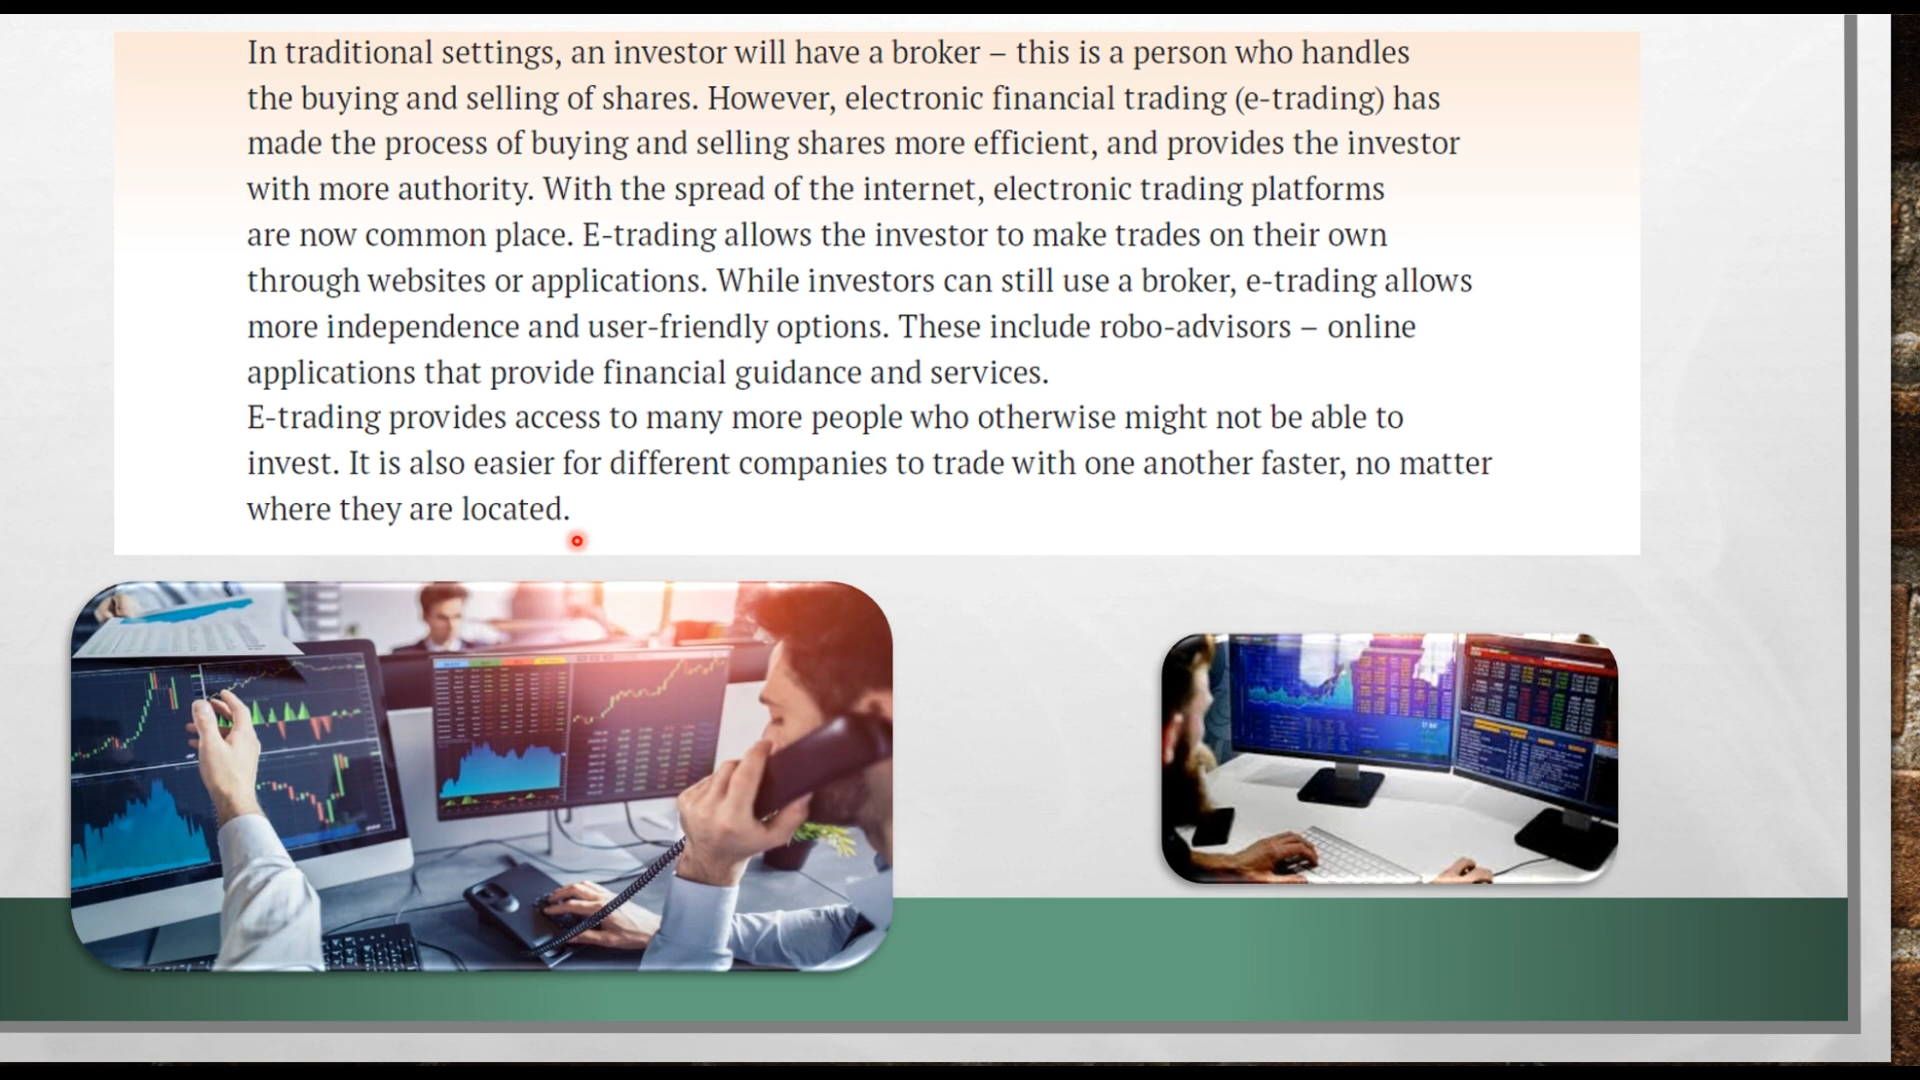 In traditional settings, an investor will have a broker – this is a person who handles
the buying and selling of shares. However, electronic financial trading (e-trading) has
made the process of buying and selling shares more efficient, and provides the investor
with more authority. With the spread of the internet, electronic trading platforms
are now common place. E-trading allows the investor to make trades on their own
through websites or applications. While investors can still use a broker, e-trading allows
more independence and user-friendly options. These include robo-advisors – online
applications that provide financial guidance and services.
E-trading provides access to many more people who otherwise might not be able to
invest. It is also easier for different companies to trade with one another faster, no matter
where they are located.